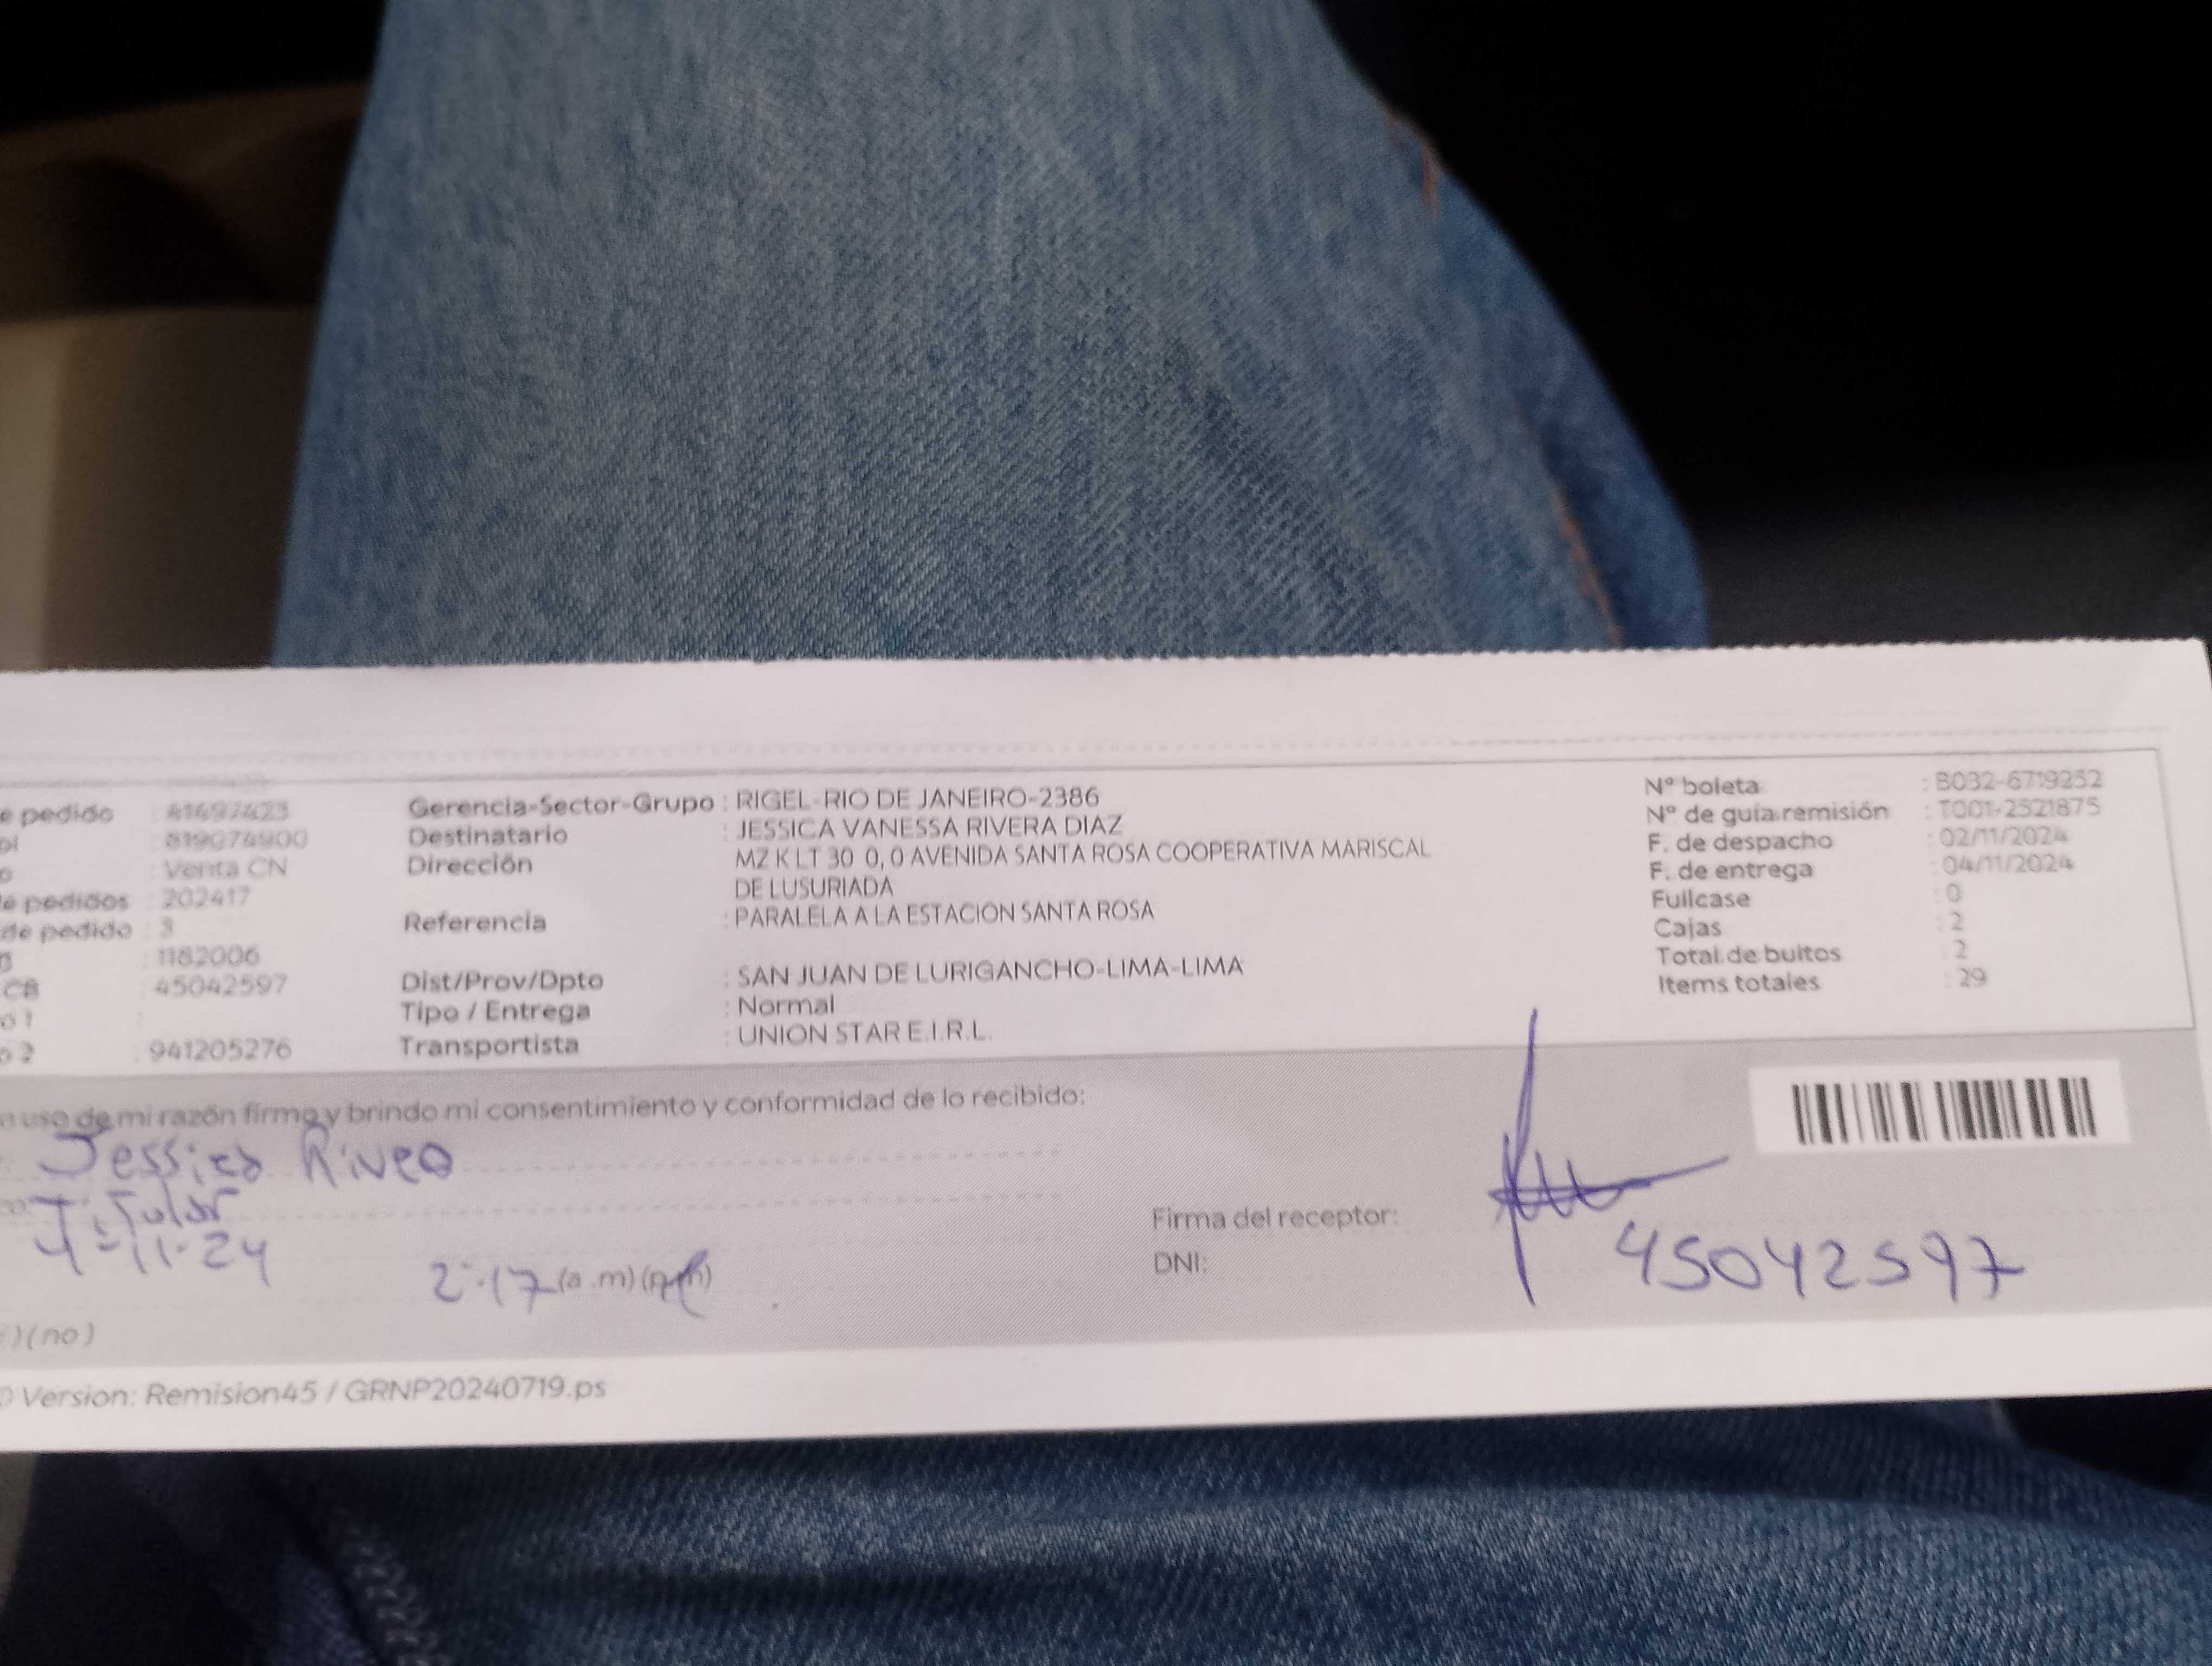 e pedido : 41697423
: 819074900
: Venta CN
de pedidos : 202417
de pedido : 3
: 1182006
CB : 45042597
o 1 :
o 2 : 941205276
Gerencia-Sector-Grupo : RIGEL-RIO DE JANEIRO-2386
Destinatario : JESSICA VANESSA RIVERA DIAZ
Dirección MZ K LT 30 0, 0 AVENIDA SANTA ROSA COOPERATIVA MARISCAL
DE LUSURIADA
Referencia : PARALELA A LA ESTACION SANTA ROSA
Dist/Prov/Dpto : SAN JUAN DE LURIGANCHO-LIMA-LIMA
Tipo / Entrega : Normal
Transportista : UNION STAR E.I.R.L.
N° boleta : B032-6719252
N° de guía remisión : T001-2521875
F. de despacho : 02/11/2024
F. de entrega : 04/11/2024
Fullcase : 0
Cajas : 2
Total de bultos : 2
Items totales : 29
uso de mi razón firmo y brindo mi consentimiento y conformidad de lo recibido:
Jessica
4-11-24
2:17 (a.m) (p.m)
Firma del receptor:
DNI: 45042597
)(no)
Version: Remision45 / GRNP20240719.ps